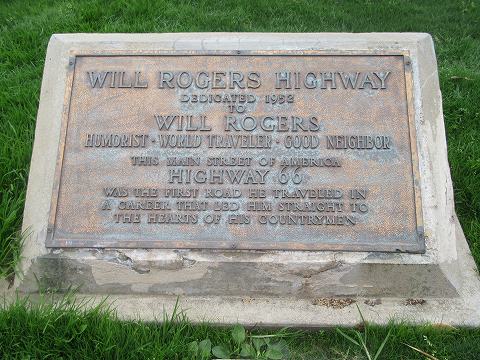 WILL ROGERS HIGHWAY
DEDICATED 1952
TO
WILL ROGERS
HUMORIST · WORLD TRAVELER · GOOD NEIGHBOR
THIS MAIN STREET OF AMERICA
HIGHWAY 66
WAS THE FIRST ROAD HE TRAVELED IN
A CAREER THAT LED HIM STRAIGHT TO
THE HEARTS OF HIS COUNTRYMEN